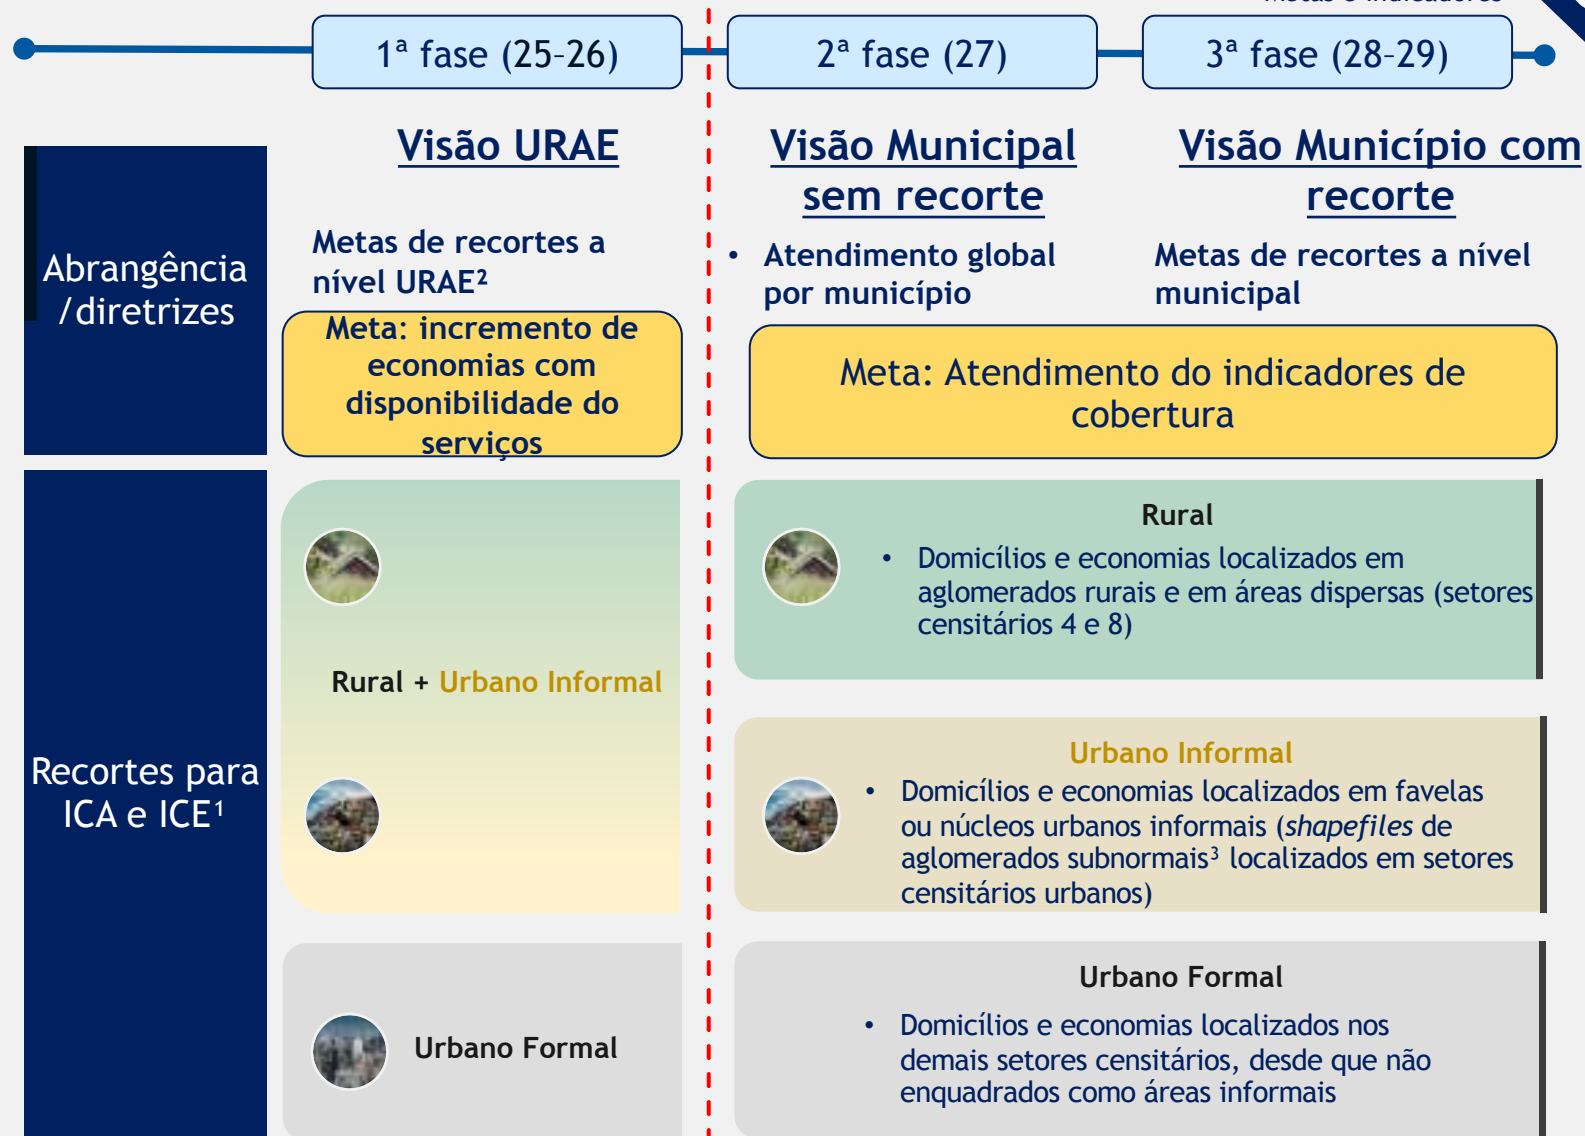 Metas e Indicadores
1ª fase (25-26)
2ª fase (27)
3ª fase (28-29)
Abrangência
/diretrizes
Visão URAE
Metas de recortes a
nível URAE²
Meta: incremento de
economias com
disponibilidade do
serviços
Visão Municipal
sem recorte
• Atendimento global
por município
Visão Município com
recorte
Metas de recortes a nível
municipal
Meta: Atendimento do indicadores de
cobertura
Recortes para
ICA e ICE¹
Rural + Urbano Informal
Urbano Formal
Rural
• Domicílios e economias localizados em
aglomerados rurais e em áreas dispersas (setores
censitários 4 e 8)
Urbano Informal
• Domicílios e economias localizados em favelas
ou núcleos urbanos informais (shapefiles de
aglomerados subnormais³ localizados em setores
censitários urbanos)
Urbano Formal
• Domicílios e economias localizados nos
demais setores censitários, desde que não
enquadrados como áreas informais